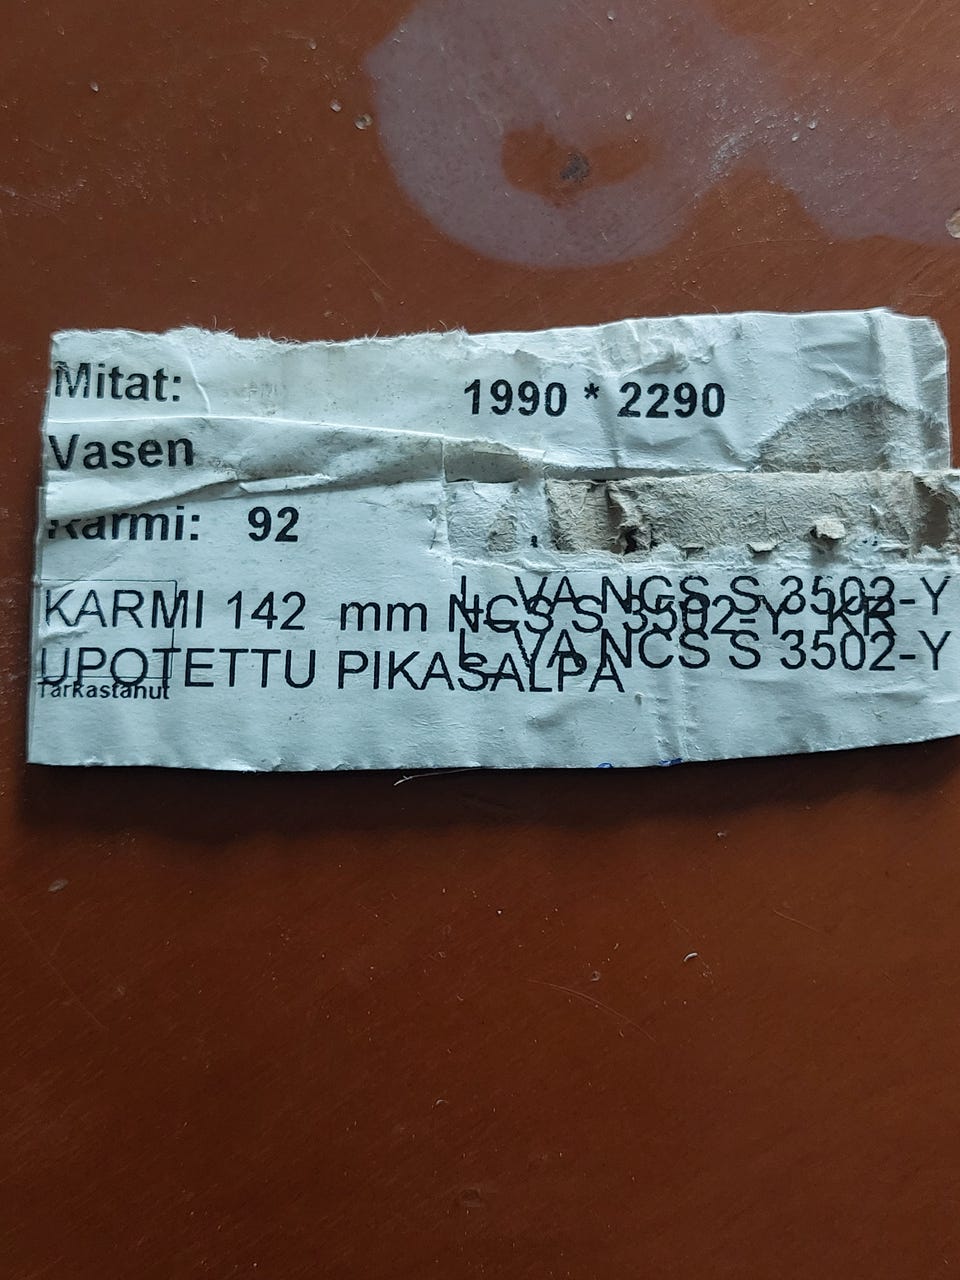 Mitat: 1990 * 2290
Vasen
Karmi: 92
L VA NCS S 3502-Y
KARMI 142 mm NCS S 3502-Y KR
L VA NCS S 3502-Y
UPOTETTU PIKASALPA
Tarkastanut